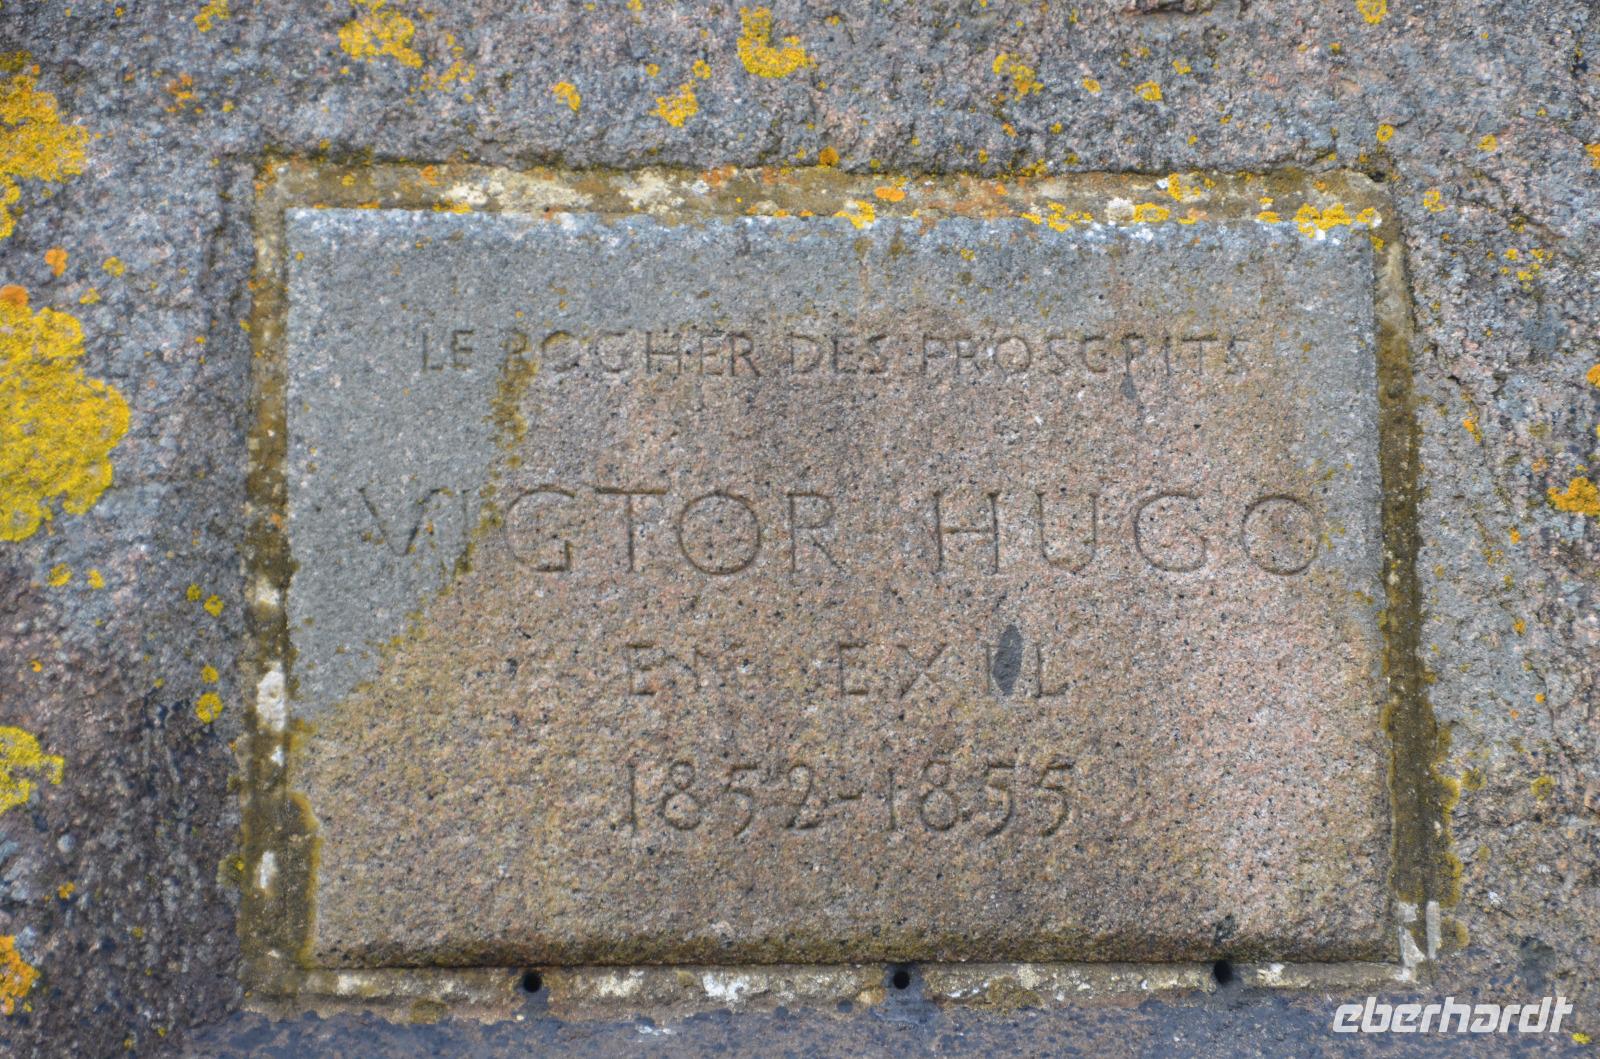 LE ROCHER DES PROSCRITS
VICTOR HUGO
EN EXIL
1852-1855
eberhardt